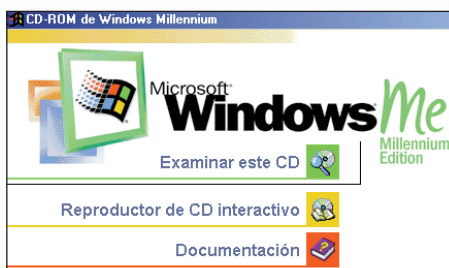 CD-ROM de Windows Millennium
Microsoft
Windows Me
Millennium
Edition
Examinar este CD
Reproductor de CD interactivo
Documentación